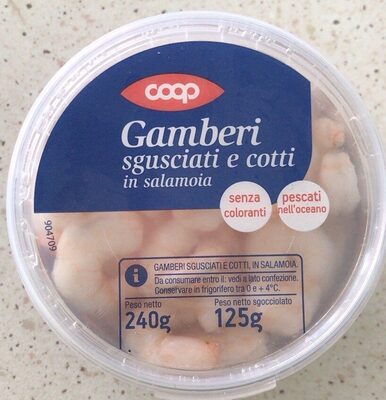 coop
Gamberi
sgusciati e cotti
in salamoia
senza
coloranti
pescati
nell'oceano
904709
i
GAMBERI SGUSCIATI E COTTI, IN SALAMOIA.
Da consumare entro il: vedi a lato confezione.
Conservare in frigorifero tra 0 e + 4°C.
Peso netto
240g
Peso netto sgocciolato
125g